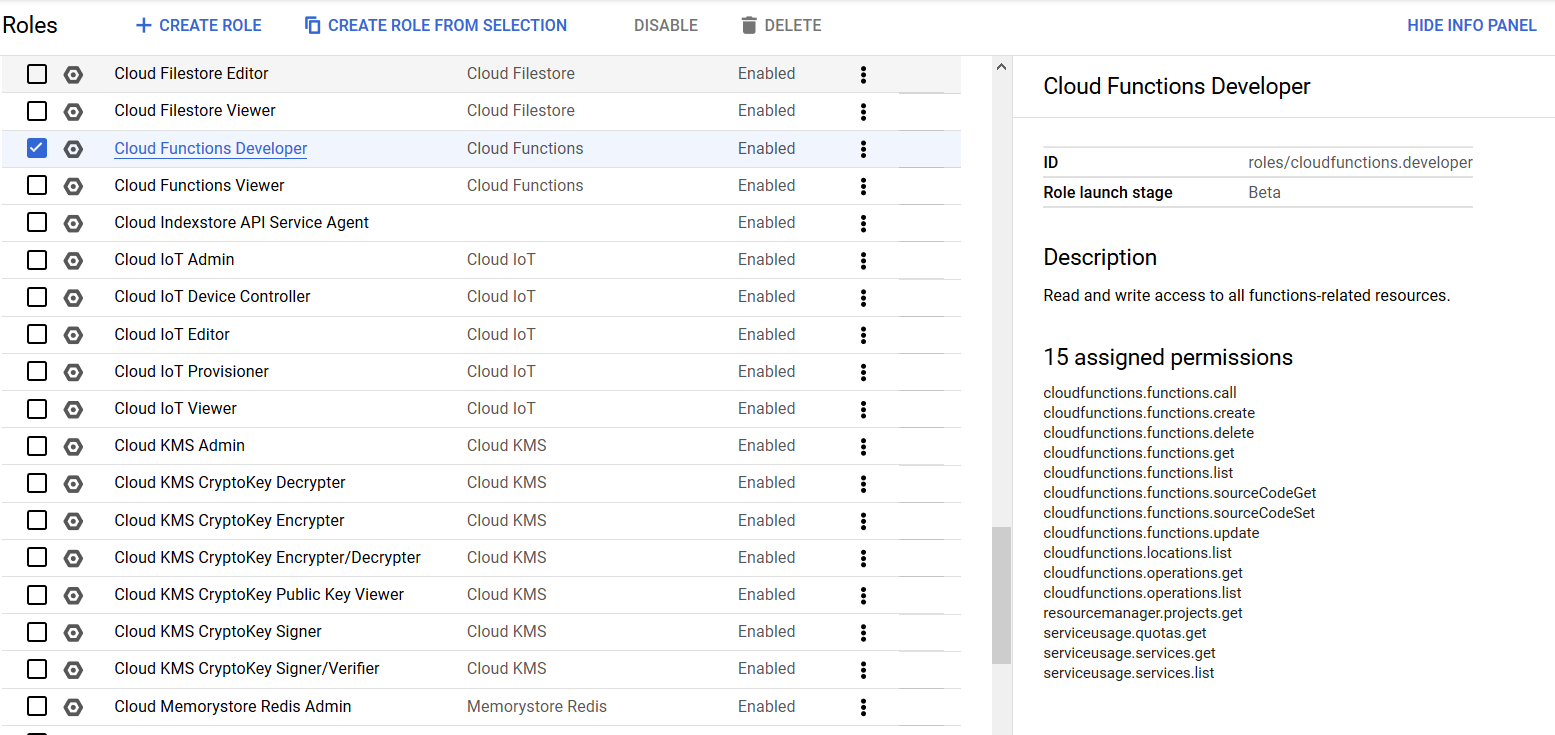 Roles CREATE ROLE CREATE ROLE FROM SELECTION DISABLE DELETE HIDE INFO PANEL
Cloud Filestore Editor Cloud Filestore Enabled
Cloud Filestore Viewer Cloud Filestore Enabled
Cloud Functions Developer Cloud Functions Enabled
Cloud Functions Viewer Cloud Functions Enabled
Cloud Indexstore API Service Agent Enabled
Cloud IoT Admin Cloud IoT Enabled
Cloud IoT Device Controller Cloud IoT Enabled
Cloud IoT Editor Cloud IoT Enabled
Cloud IoT Provisioner Cloud IoT Enabled
Cloud IoT Viewer Cloud IoT Enabled
Cloud KMS Admin Cloud KMS Enabled
Cloud KMS CryptoKey Decrypter Cloud KMS Enabled
Cloud KMS CryptoKey Encrypter Cloud KMS Enabled
Cloud KMS CryptoKey Encrypter/Decrypter Cloud KMS Enabled
Cloud KMS CryptoKey Public Key Viewer Cloud KMS Enabled
Cloud KMS CryptoKey Signer Cloud KMS Enabled
Cloud KMS CryptoKey Signer/Verifier Cloud KMS Enabled
Cloud Memorystore Redis Admin Memorystore Redis Enabled
Cloud Functions Developer
ID roles/cloudfunctions.developer
Role launch stage Beta
Description
Read and write access to all functions-related resources.
15 assigned permissions
cloudfunctions.functions.call
cloudfunctions.functions.create
cloudfunctions.functions.delete
cloudfunctions.functions.get
cloudfunctions.functions.list
cloudfunctions.functions.sourceCodeGet
cloudfunctions.functions.sourceCodeSet
cloudfunctions.functions.update
cloudfunctions.locations.list
cloudfunctions.operations.get
cloudfunctions.operations.list
resourcemanager.projects.get
serviceusage.quotas.get
serviceusage.services.get
serviceusage.services.list